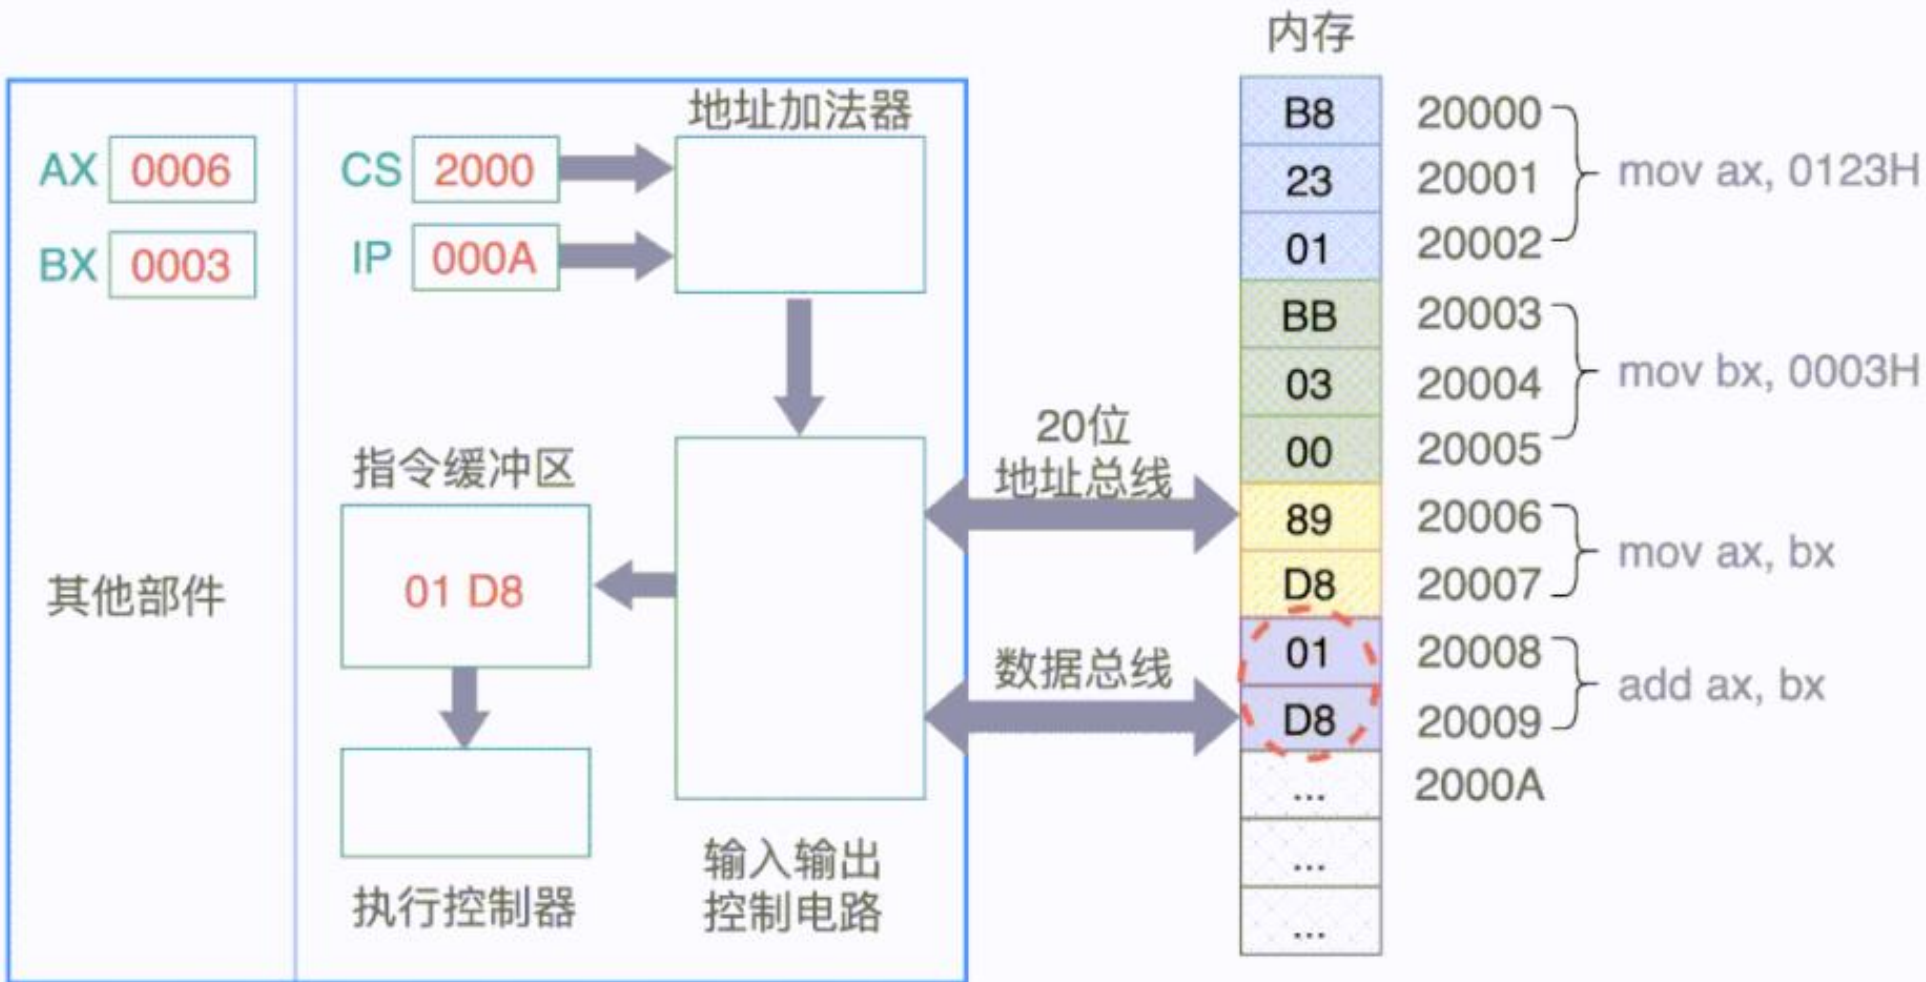 内存
地址加法器
AX 0006
BX 0003
CS 2000
IP 000A
指令缓冲区
01 D8
其他部件
执行控制器
输入输出
控制电路
20位
地址总线
数据总线
B8 20000
23 20001
01 20002
mov ax, 0123H
BB 20003
03 20004
00 20005
mov bx, 0003H
89 20006
D8 20007
mov ax, bx
01 20008
D8 20009
add ax, bx
... 2000A
...
...